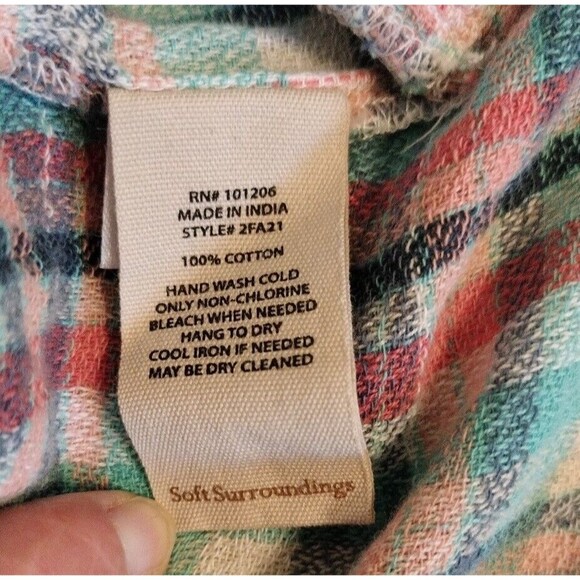 RN# 101206
MADE IN INDIA
STYLE# 2FA21
100% COTTON
HAND WASH COLD
ONLY NON-CHLORINE
BLEACH WHEN NEEDED
HANG TO DRY
COOL IRON IF NEEDED
MAY BE DRY CLEANED
Soft Surroundings